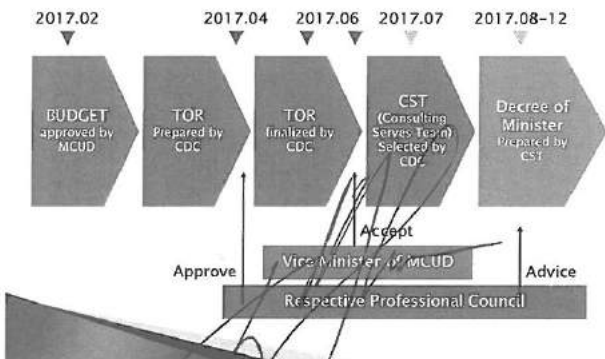 2017.02 2017.04 2017.06 2017.07 2017.08-12
BUDGET
approved by
MCUD
TOR
Prepared by
CDC
TOR
finalized by
CDC
CST
(Consulting
Serves Team)
Selected by
CDC
Decree of
Minister
Prepared by
CST
Accept
Vice Minister of MCUD
Approve
Advice
Respective Professional Council